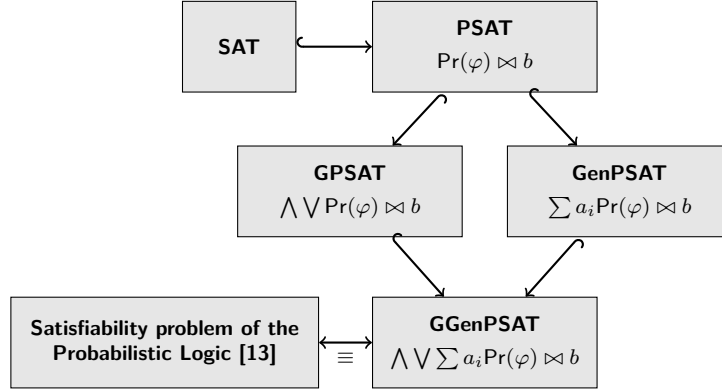 SAT
PSAT
Pr(φ) ⋈ b
GPSAT
⋀ ⋁ Pr(φ) ⋈ b
GenPSAT
∑ aᵢPr(φ) ⋈ b
Satisfiability problem of the
Probabilistic Logic [13]
≡
GGenPSAT
⋀ ⋁ ∑ aᵢPr(φ) ⋈ b